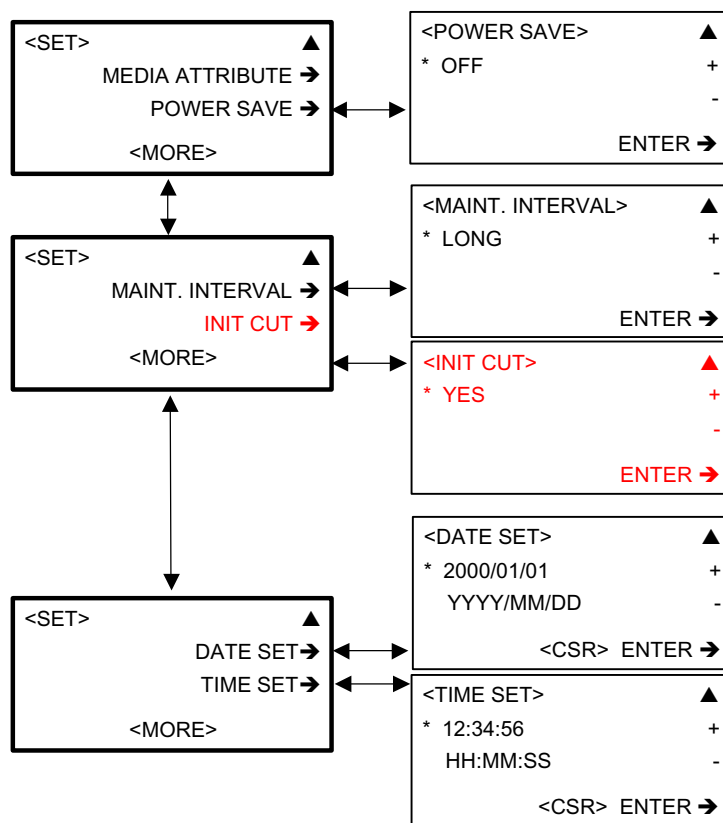 <SET> ▲
MEDIA ATTRIBUTE ➔
POWER SAVE ➔
<MORE>
<POWER SAVE> ▲
* OFF +
-
ENTER ➔
<SET> ▲
MAINT. INTERVAL ➔
INIT CUT ➔
<MORE>
<MAINT. INTERVAL> ▲
* LONG +
-
ENTER ➔
<INIT CUT> ▲
* YES +
-
ENTER ➔
<SET> ▲
DATE SET➔
TIME SET➔
<MORE>
<DATE SET> ▲
* 2000/01/01 +
YYYY/MM/DD -
<CSR> ENTER ➔
<TIME SET> ▲
* 12:34:56 +
HH:MM:SS -
<CSR> ENTER ➔